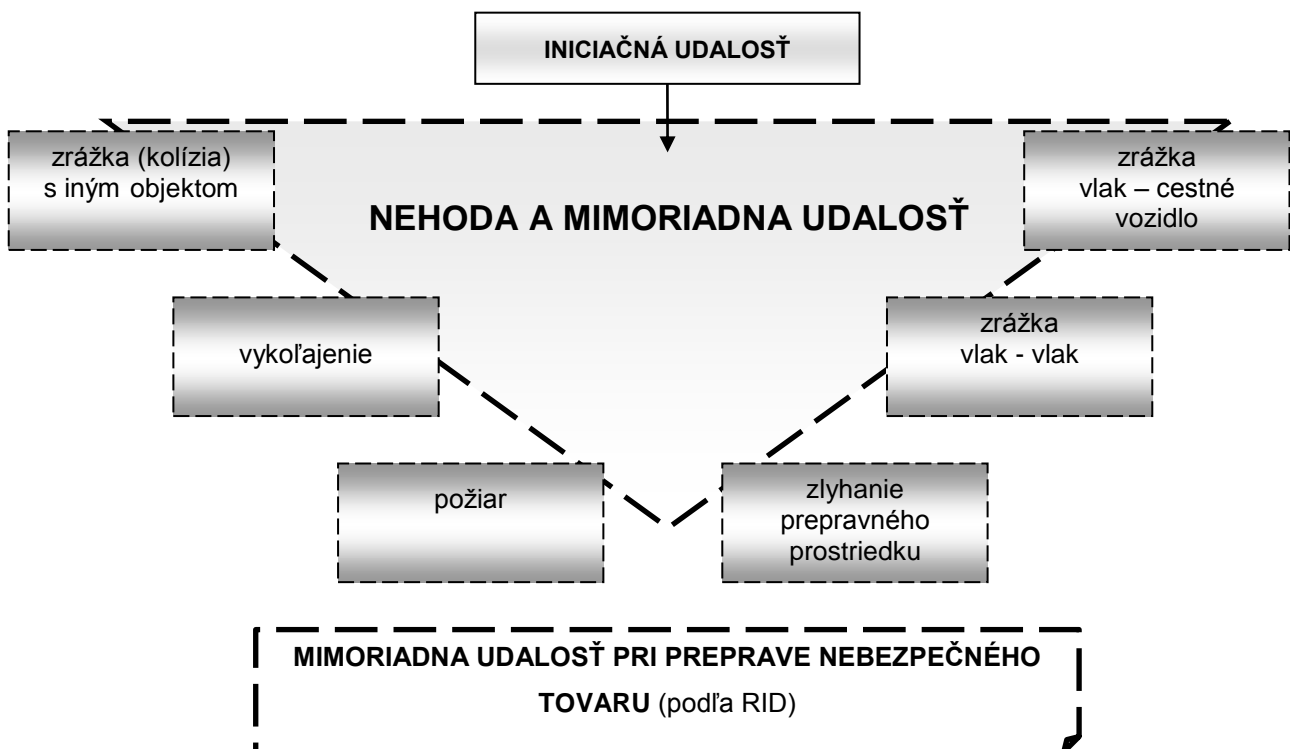 INICIAČNÁ UDALOSŤ
zrážka (kolízia)
s iným objektom
zrážka
vlak – cestné
vozidlo
NEHODA A MIMORIADNA UDALOSŤ
vykoľajenie
zrážka
vlak - vlak
požiar
zlyhanie
prepravného
prostriedku
MIMORIADNA UDALOSŤ PRI PREPRAVE NEBEZPEČNÉHO
TOVARU (podľa RID)